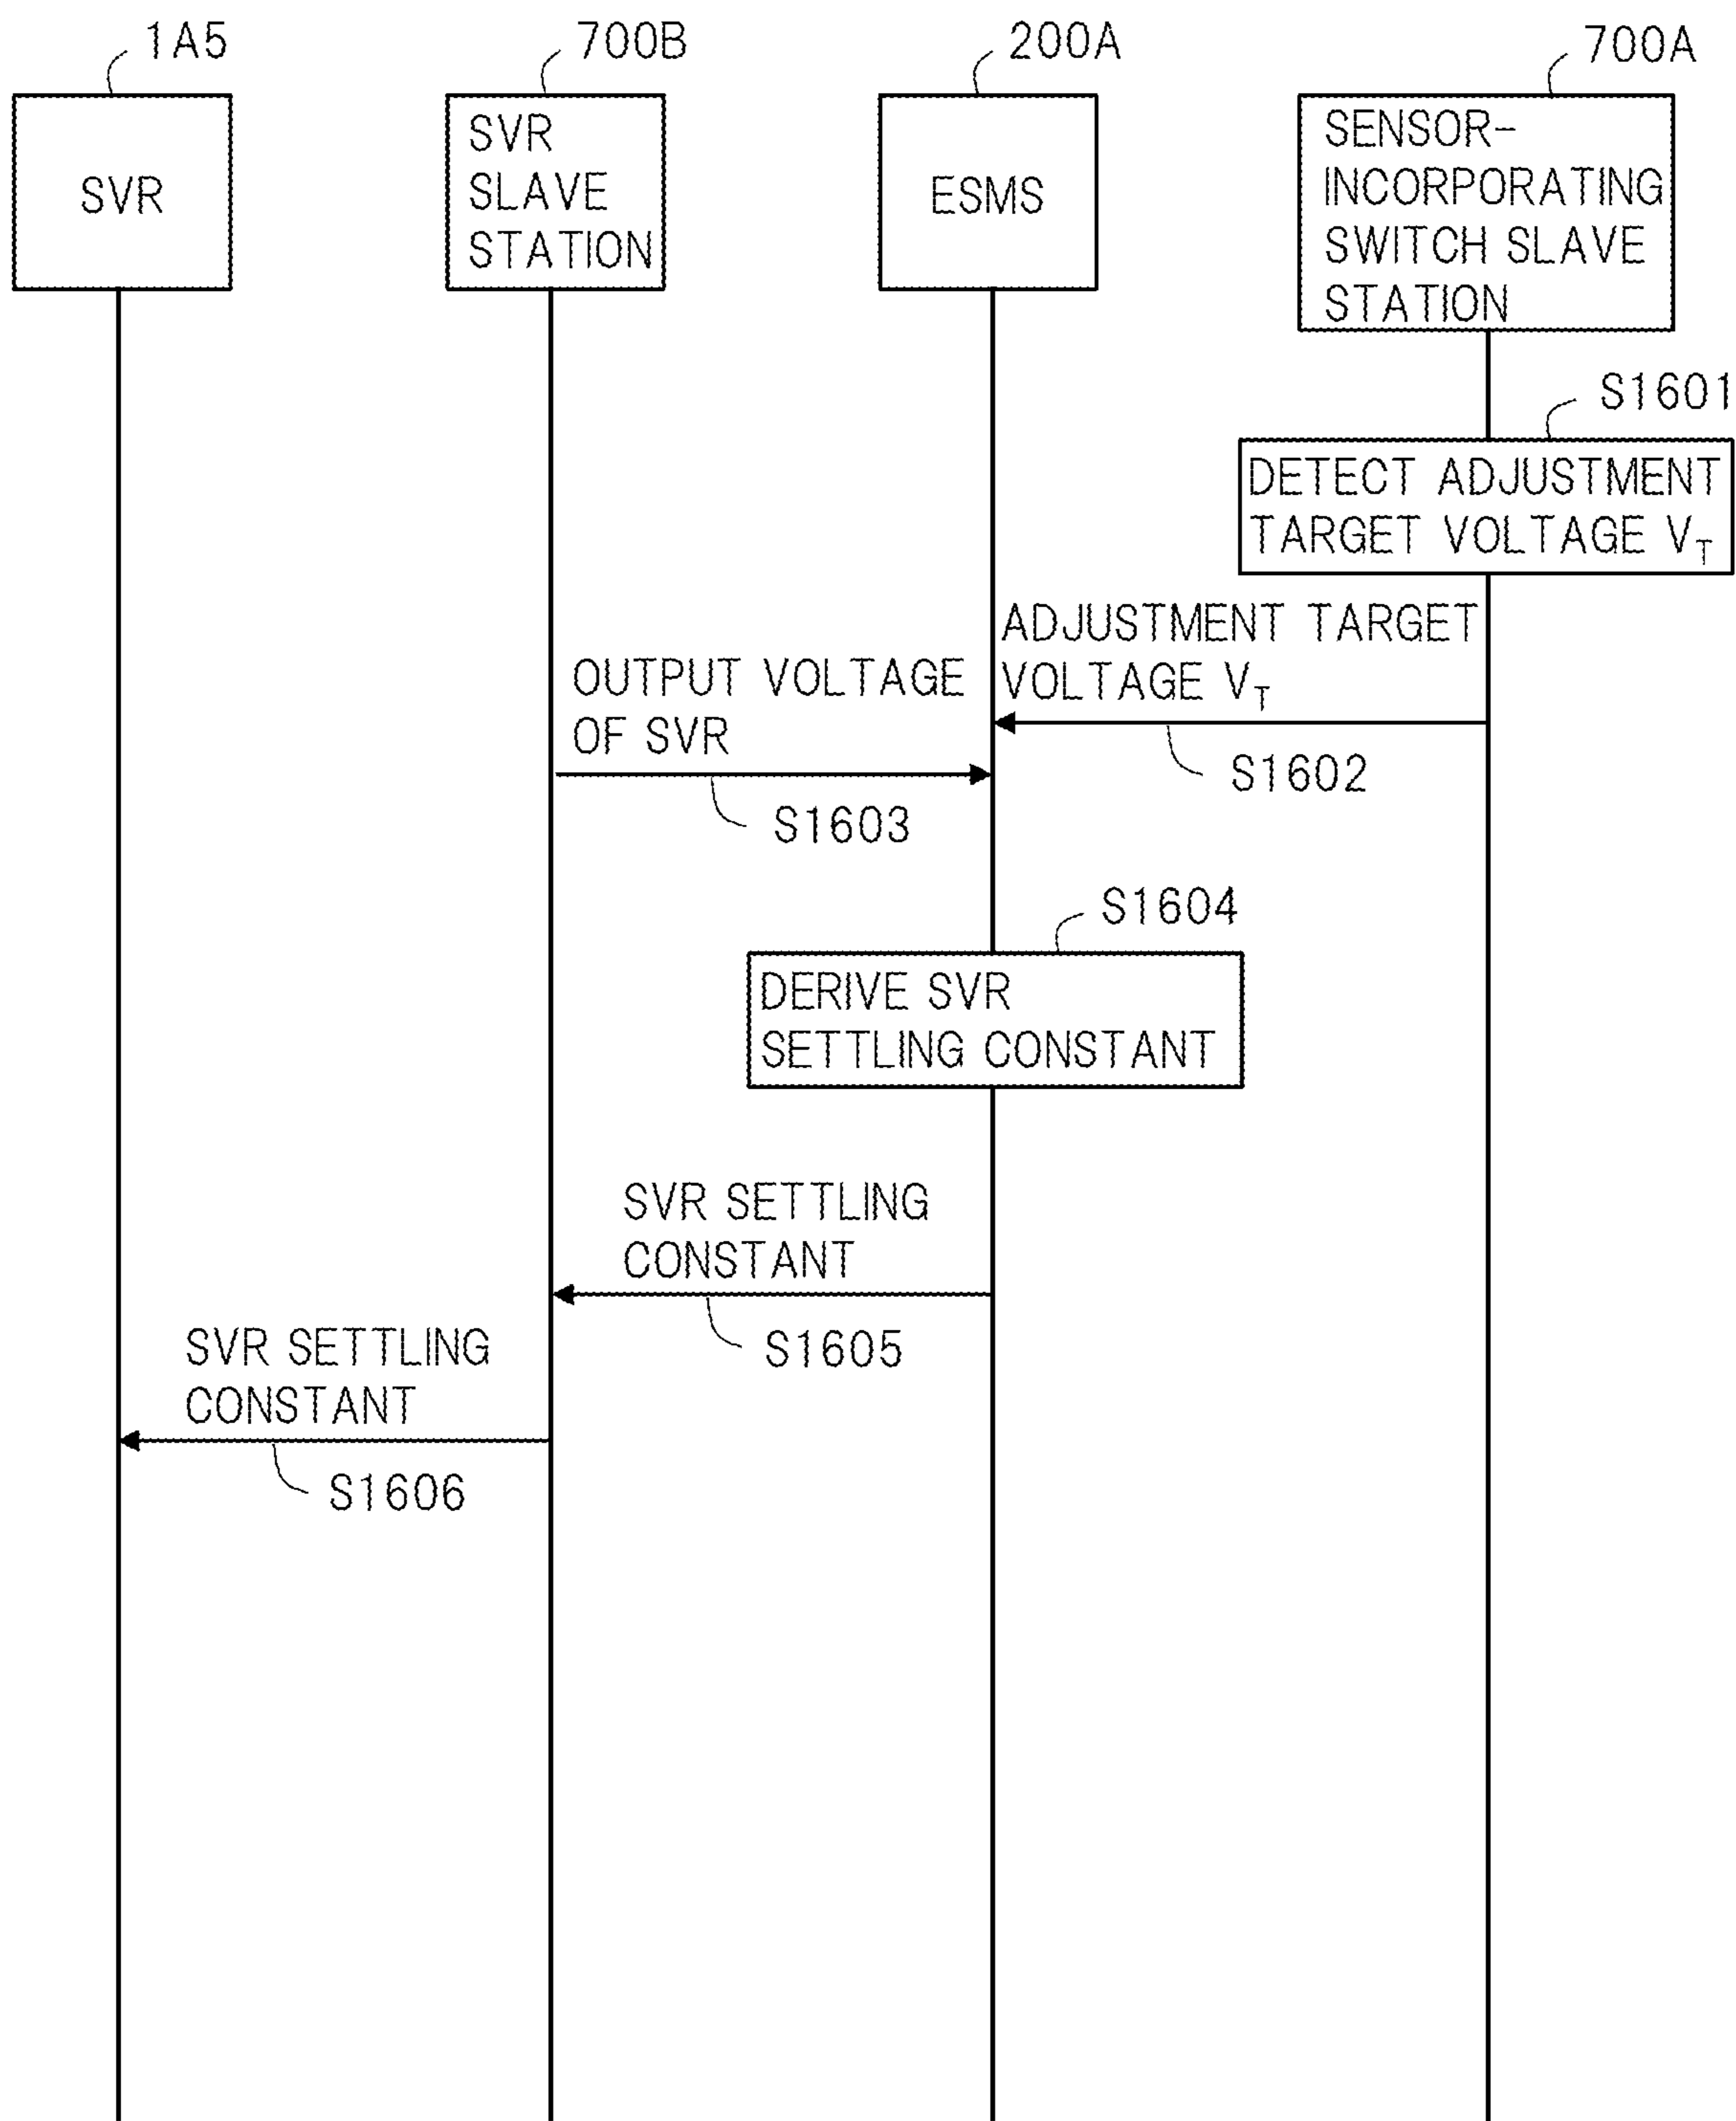 1A5
700B
200A
700A
SVR
SVR
SLAVE
STATION
ESMS
SENSOR-
INCORPORATING
SWITCH SLAVE
STATION
S1601
DETECT ADJUSTMENT
TARGET VOLTAGE VT
ADJUSTMENT TARGET
VOLTAGE VT
S1602
OUTPUT VOLTAGE
OF SVR
S1603
S1604
DERIVE SVR
SETTLING CONSTANT
SVR SETTLING
CONSTANT
S1605
SVR SETTLING
CONSTANT
S1606